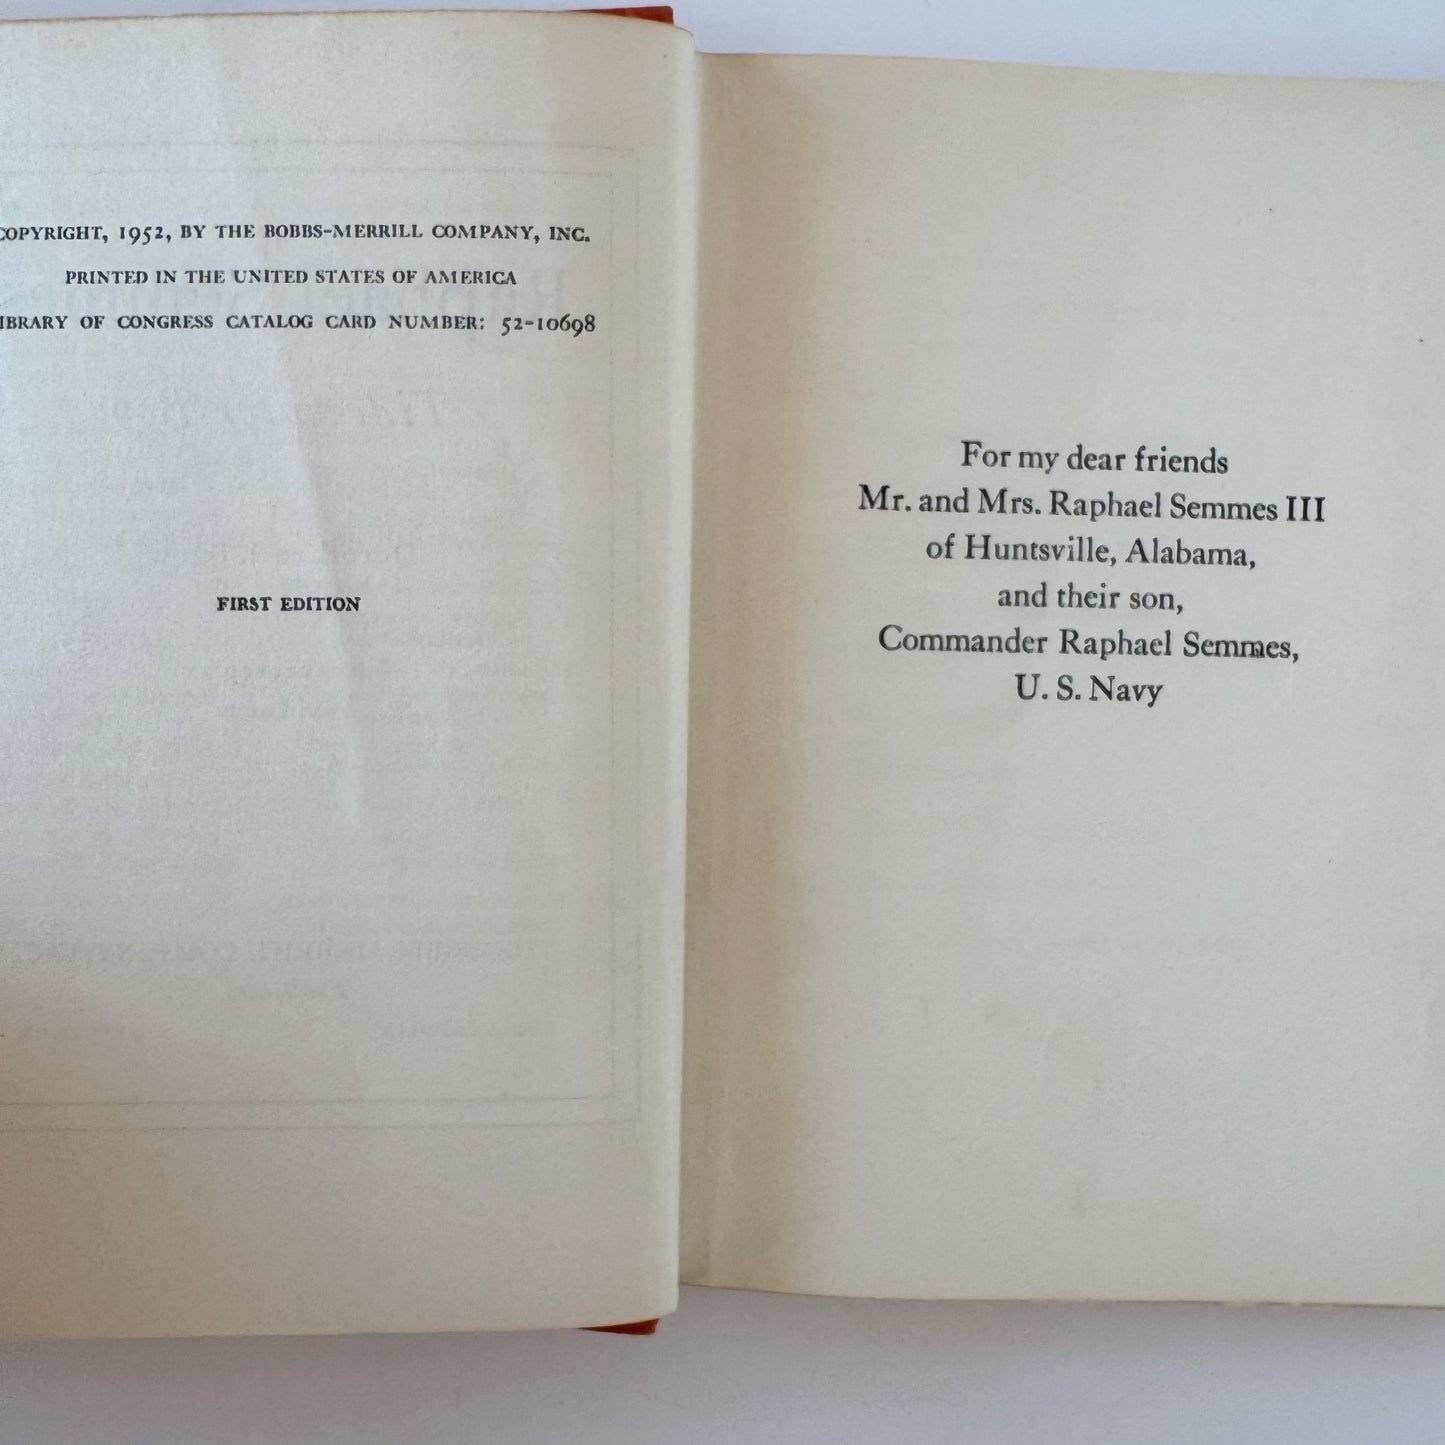 COPYRIGHT, 1952, BY THE BOBBS-MERRILL COMPANY, INC.
PRINTED IN THE UNITED STATES OF AMERICA
IBRARY OF CONGRESS CATALOG CARD NUMBER: 52-10698
FIRST EDITION
For my dear friends
Mr. and Mrs. Raphael Semmes III
of Huntsville, Alabama,
and their son,
Commander Raphael Semmes,
U. S. Navy